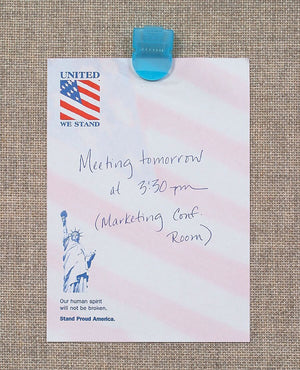 UNITED
WE STAND
Meeting tomorrow
at 3:30 pm
(Marketing Conf.
Room)
Our human spirit
will not be broken.
Stand Proud America.